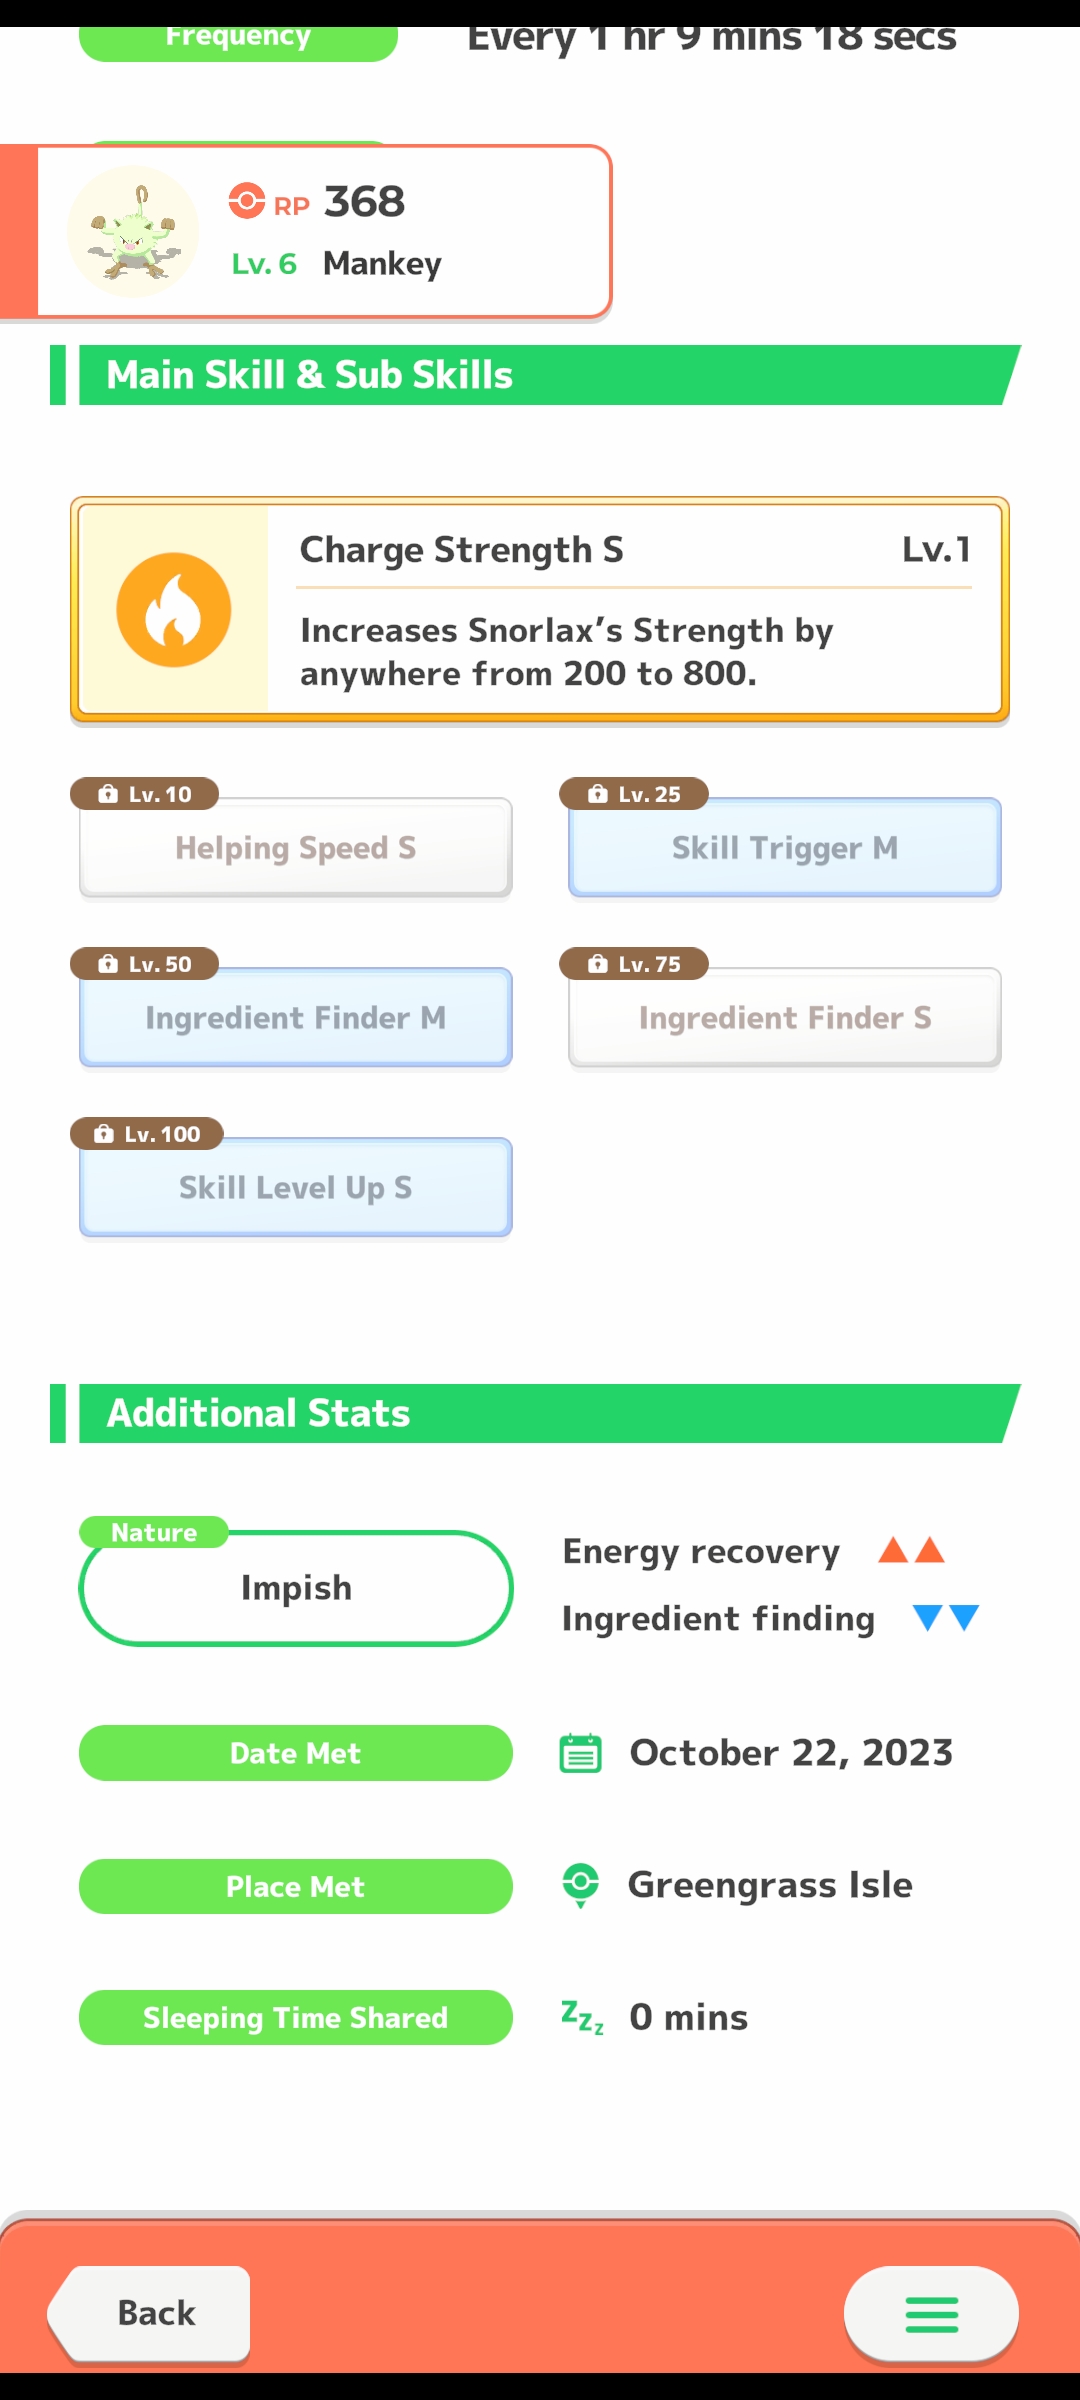 Frequency
Every 1 hr 9 mins 18 secs
RP 368
Lv. 6 Mankey
Main Skill & Sub Skills
Charge Strength S Lv.1
Increases Snorlax's Strength by
anywhere from 200 to 800.
Lv. 10
Helping Speed S
Lv. 25
Skill Trigger M
Lv. 50
Ingredient Finder M
Lv. 75
Ingredient Finder S
Lv. 100
Skill Level Up S
Additional Stats
Nature
Impish
Energy recovery
Ingredient finding
Date Met
October 22, 2023
Place Met
Greengrass Isle
Sleeping Time Shared
zzz
0 mins
Back